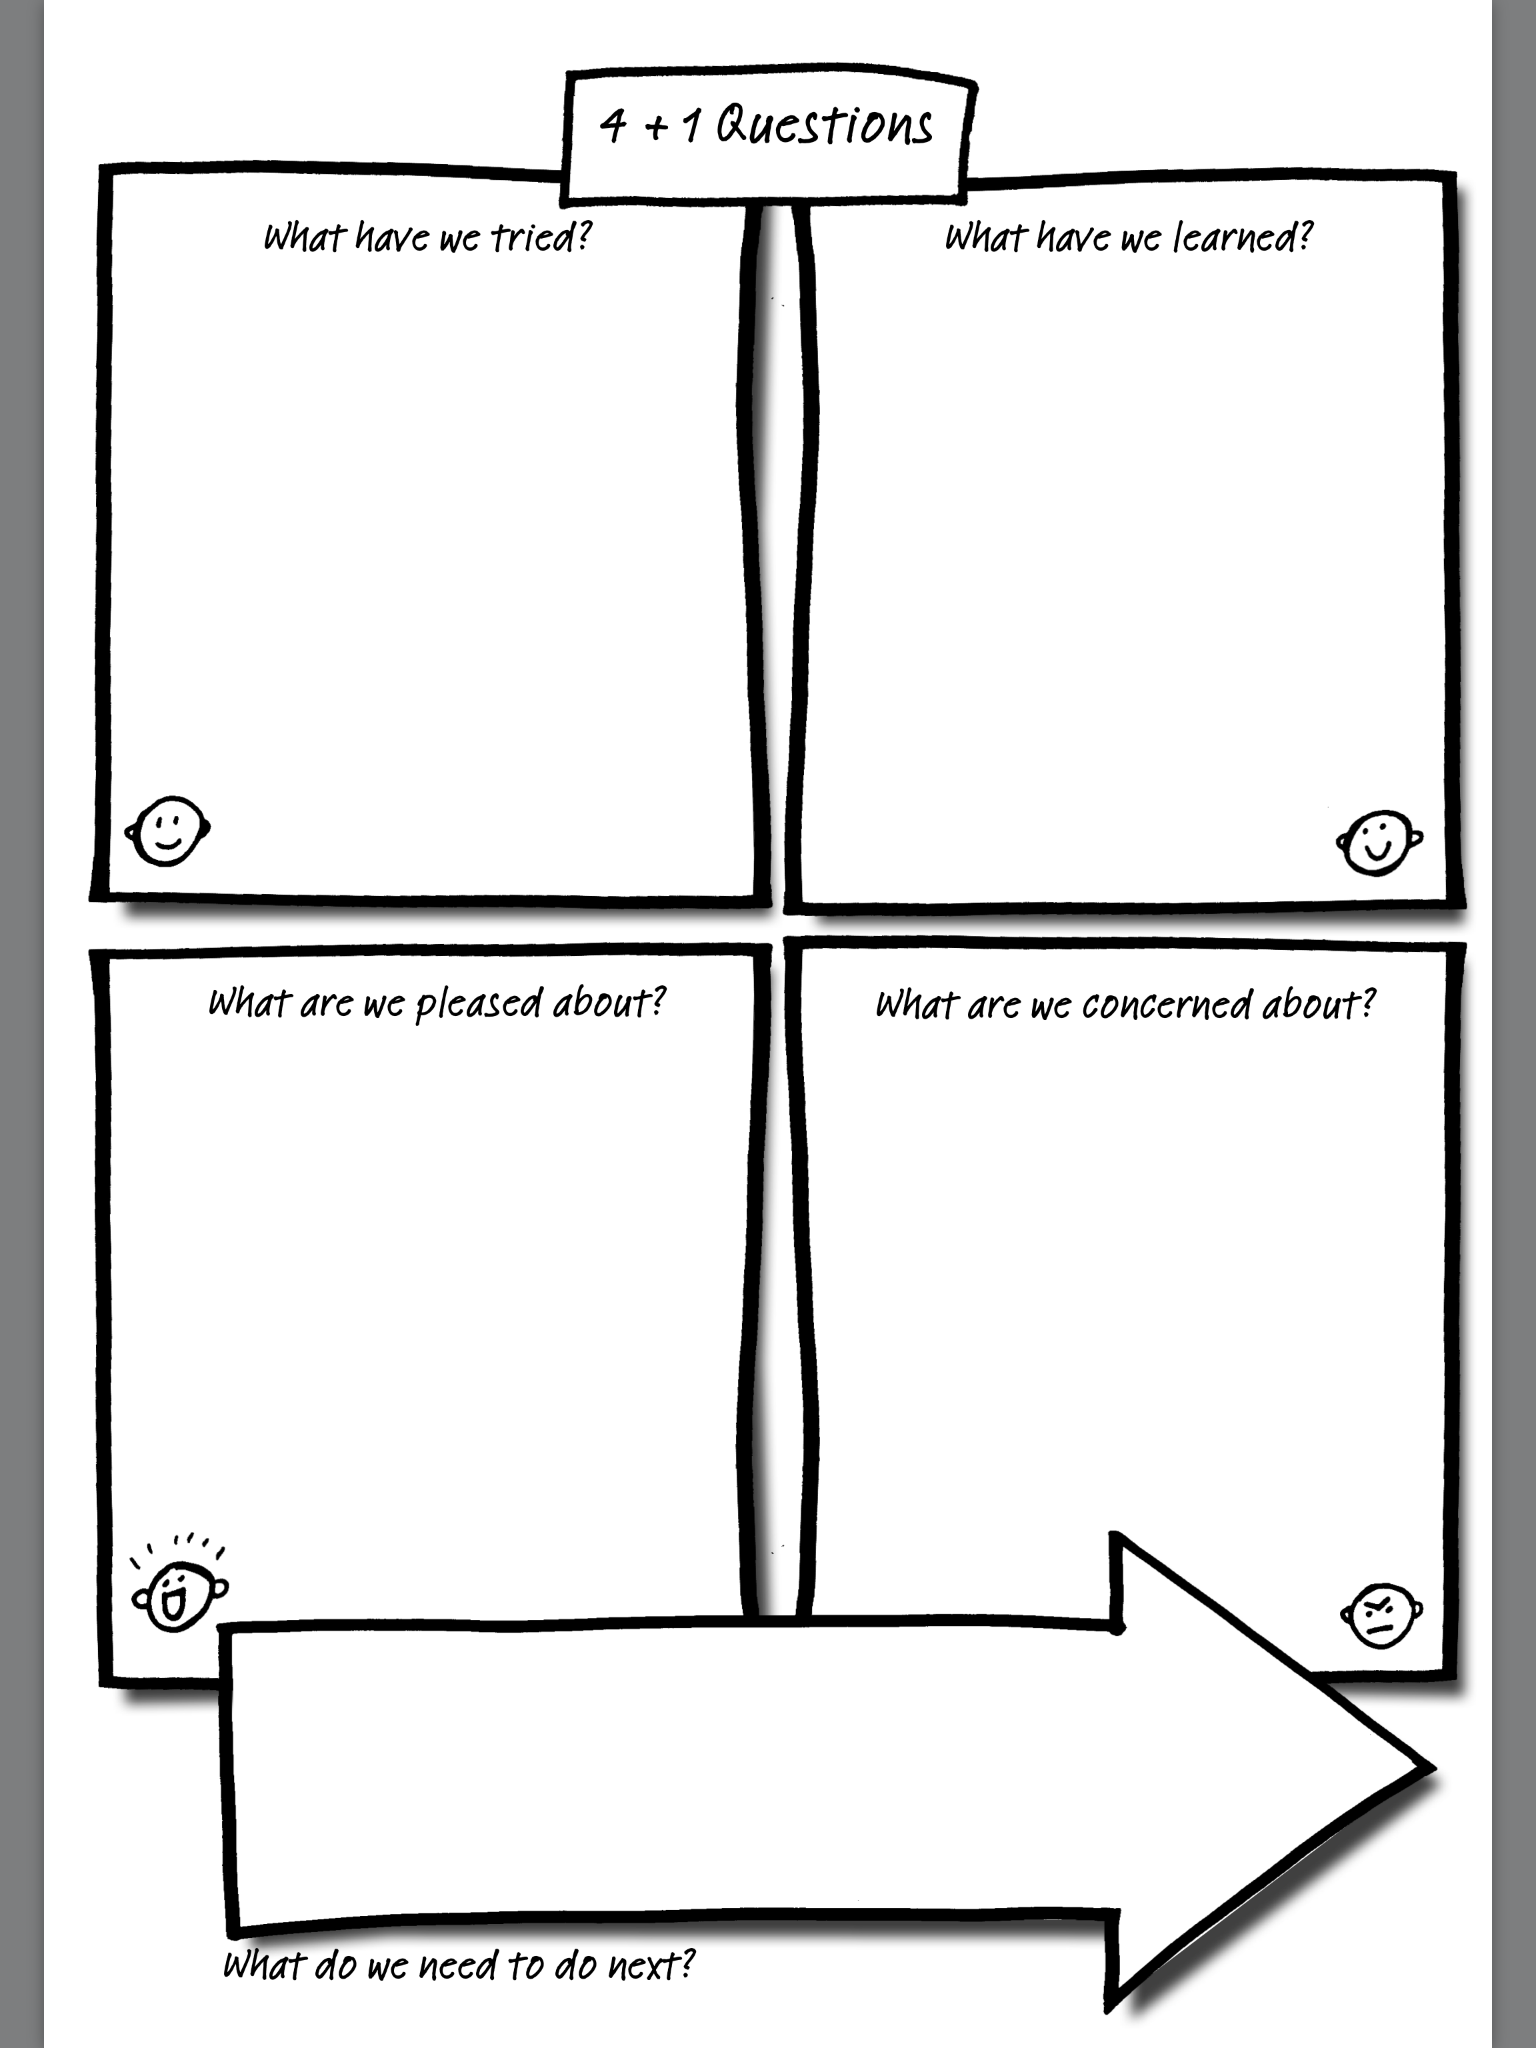 4 + 1 Questions
What have we tried?
What have we learned?
What are we pleased about?
What are we concerned about?
What do we need to do next?